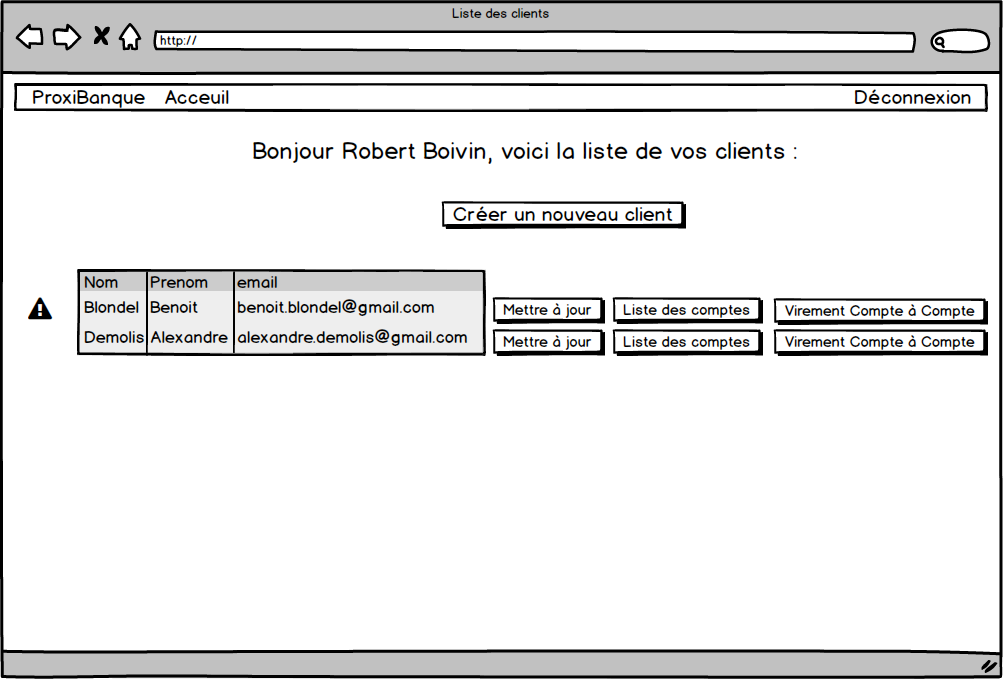 Liste des clients
http://
ProxiBanque Acceuil Déconnexion
Bonjour Robert Boivin, voici la liste de vos clients :
Créer un nouveau client
Nom Prenom email
Blondel Benoit benoit.blondel@gmail.com Mettre à jour Liste des comptes Virement Compte à Compte
Demolis Alexandre alexandre.demolis@gmail.com Mettre à jour Liste des comptes Virement Compte à Compte